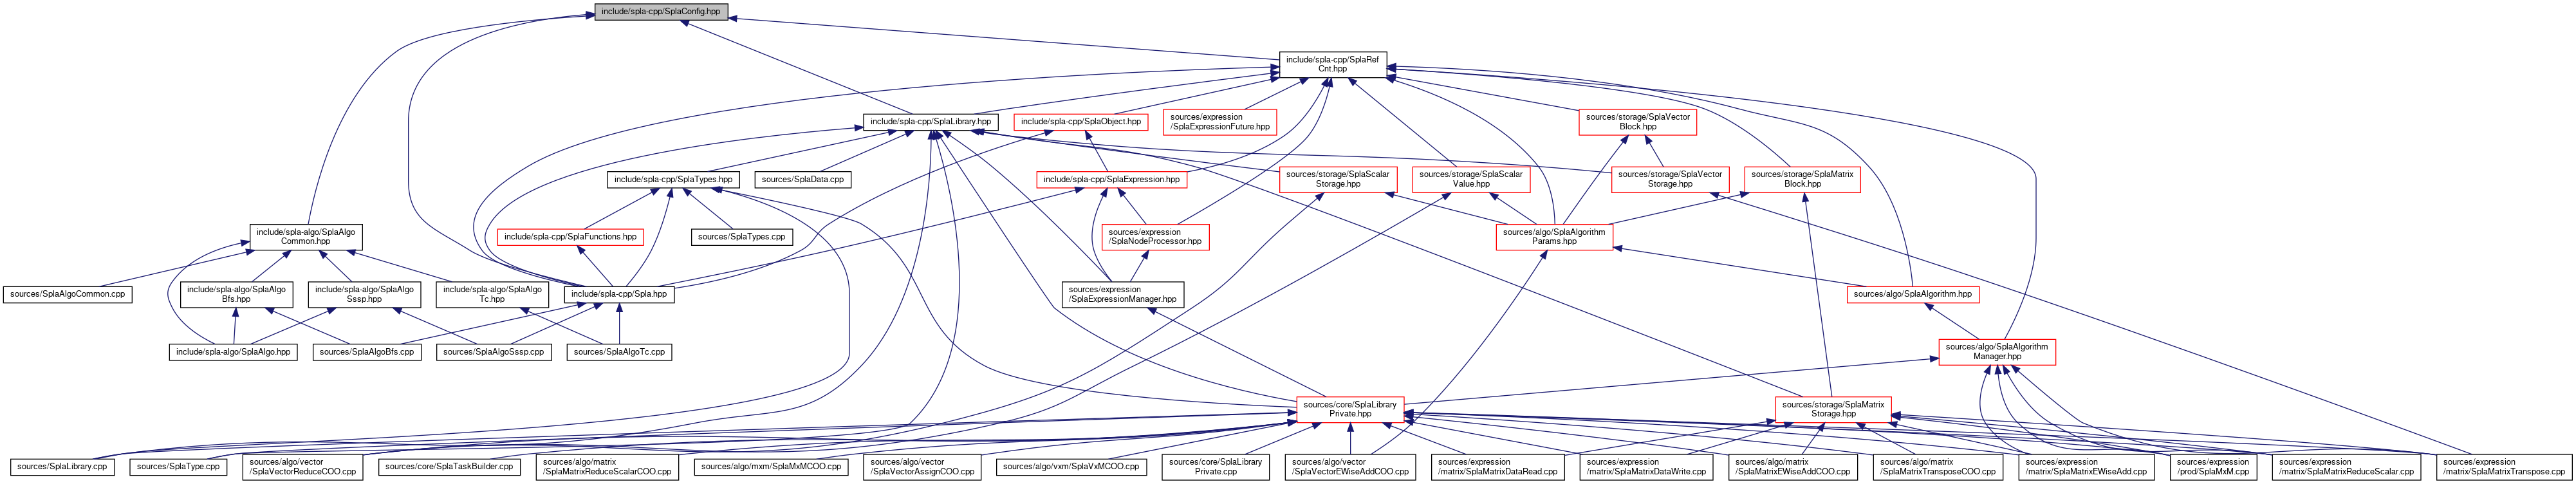 include/spla-cpp/SplaConfig.hpp
include/spla-cpp/SplaRef
Cnt.hpp
include/spla-cpp/SplaLibrary.hpp
include/spla-cpp/SplaObject.hpp
sources/expression
/SplaExpressionFuture.hpp
sources/storage/SplaVector
Block.hpp
include/spla-cpp/SplaTypes.hpp
sources/SplaData.cpp
include/spla-cpp/SplaExpression.hpp
sources/storage/SplaScalar
Storage.hpp
sources/storage/SplaScalar
Value.hpp
sources/storage/SplaVector
Storage.hpp
sources/storage/SplaMatrix
Block.hpp
include/spla-algo/SplaAlgo
Common.hpp
include/spla-cpp/SplaFunctions.hpp
sources/SplaTypes.cpp
sources/expression
/SplaNodeProcessor.hpp
sources/algo/SplaAlgorithm
Params.hpp
sources/SplaAlgoCommon.cpp
include/spla-algo/SplaAlgo
Bfs.hpp
include/spla-algo/SplaAlgo
Sssp.hpp
include/spla-algo/SplaAlgo
Tc.hpp
include/spla-cpp/Spla.hpp
sources/expression
/SplaExpressionManager.hpp
sources/algo/SplaAlgorithm.hpp
include/spla-algo/SplaAlgo.hpp
sources/SplaAlgoBfs.cpp
sources/SplaAlgoSssp.cpp
sources/SplaAlgoTc.cpp
sources/algo/SplaAlgorithm
Manager.hpp
sources/core/SplaLibrary
Private.hpp
sources/storage/SplaMatrix
Storage.hpp
sources/SplaLibrary.cpp
sources/SplaType.cpp
sources/algo/vector
/SplaVectorReduceCOO.cpp
sources/core/SplaTaskBuilder.cpp
sources/algo/matrix
/SplaMatrixReduceScalarCOO.cpp
sources/algo/mxm/SplaMxMCOO.cpp
sources/algo/vector
/SplaVectorAssignCOO.cpp
sources/algo/vxm/SplaVxMCOO.cpp
sources/core/SplaLibrary
Private.cpp
sources/algo/vector
/SplaVectorEWiseAddCOO.cpp
sources/expression
/matrix/SplaMatrixDataRead.cpp
sources/expression
/matrix/SplaMatrixDataWrite.cpp
sources/algo/matrix
/SplaMatrixEWiseAddCOO.cpp
sources/algo/matrix
/SplaMatrixTransposeCOO.cpp
sources/expression
/matrix/SplaMatrixEWiseAdd.cpp
sources/expression
/prod/SplaMxM.cpp
sources/expression
/matrix/SplaMatrixReduceScalar.cpp
sources/expression
/matrix/SplaMatrixTranspose.cpp